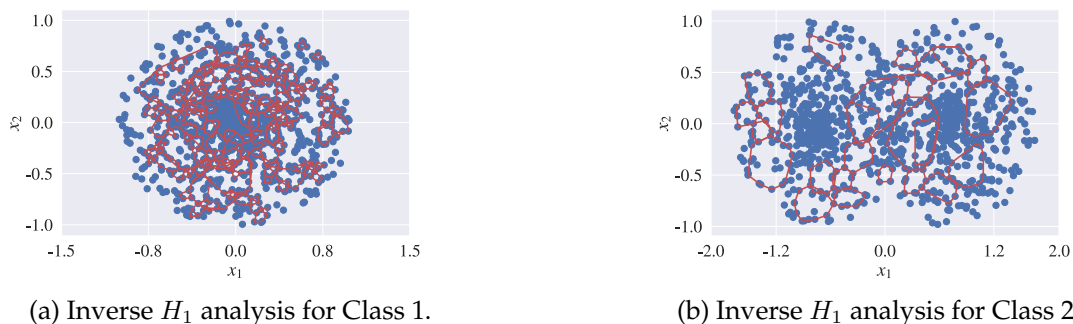 1.0
0.5
x₂
0.0
-0.5
-1.0
-1.5 -0.8 0.0 0.8 1.5
x₁
(a) Inverse H₁ analysis for Class 1.
1.0
0.5
x₂
0.0
-0.5
-1.0
-2.0 -1.2 0.0 1.2 2.0
x₁
(b) Inverse H₁ analysis for Class 2